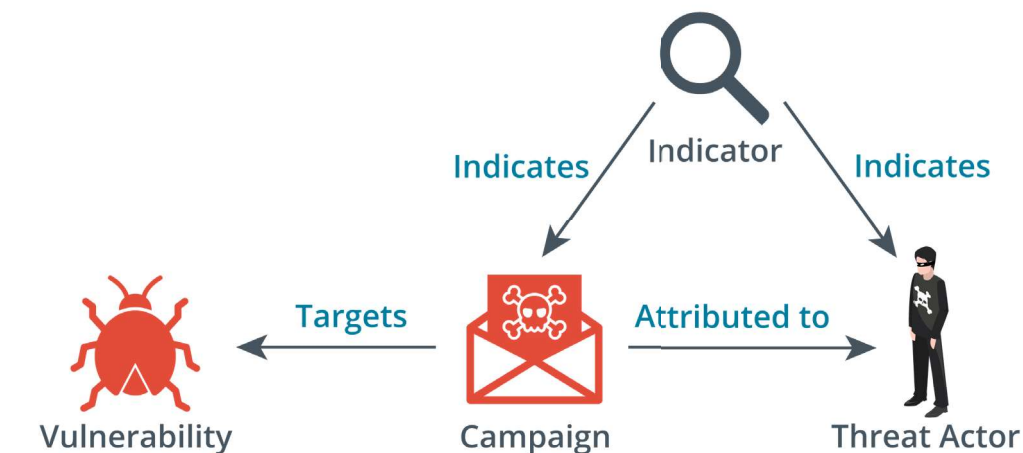 Indicator
Indicates
Indicates
Targets
Attributed to
Vulnerability
Campaign
Threat Actor